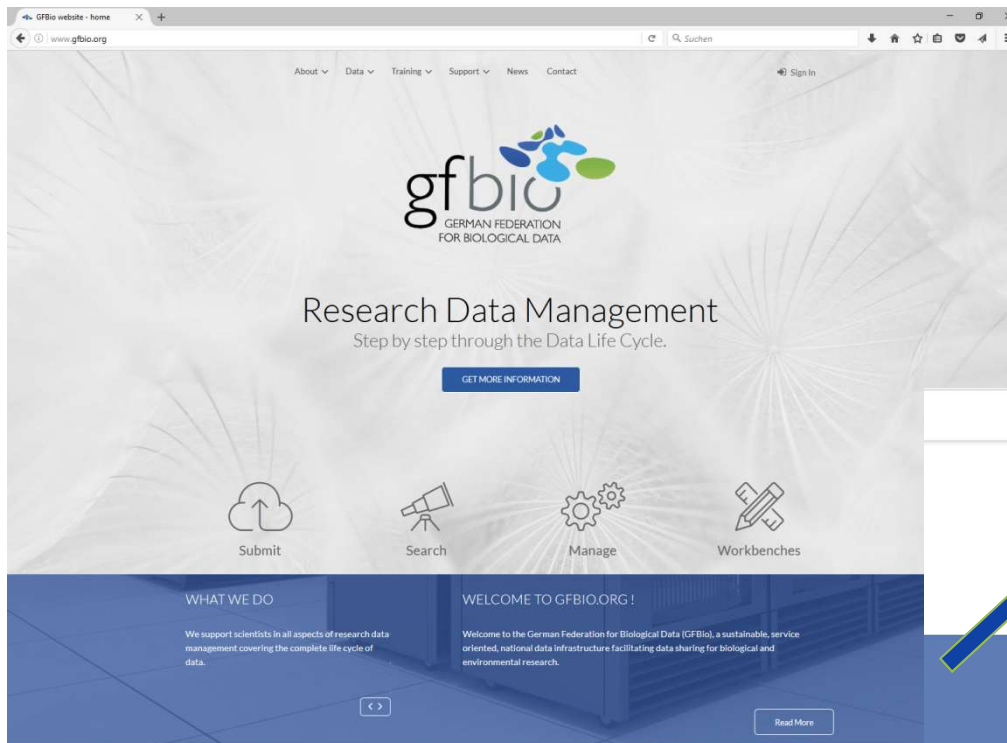 GFBio website - home
www.gfbio.org
Suchen
About Data Training Support News Contact Sign In
gfbio
GERMAN FEDERATION
FOR BIOLOGICAL DATA
Research Data Management
Step by step through the Data Life Cycle.
GET MORE INFORMATION
Submit Search Manage Workbenches
WHAT WE DO
We support scientists in all aspects of research data
management covering the complete life cycle of
data.
WELCOME TO GFBIO.ORG !
Welcome to the German Federation for Biological Data (GFBio), a sustainable, service
oriented, national data infrastructure facilitating data sharing for biological and
environmental research.
Read More